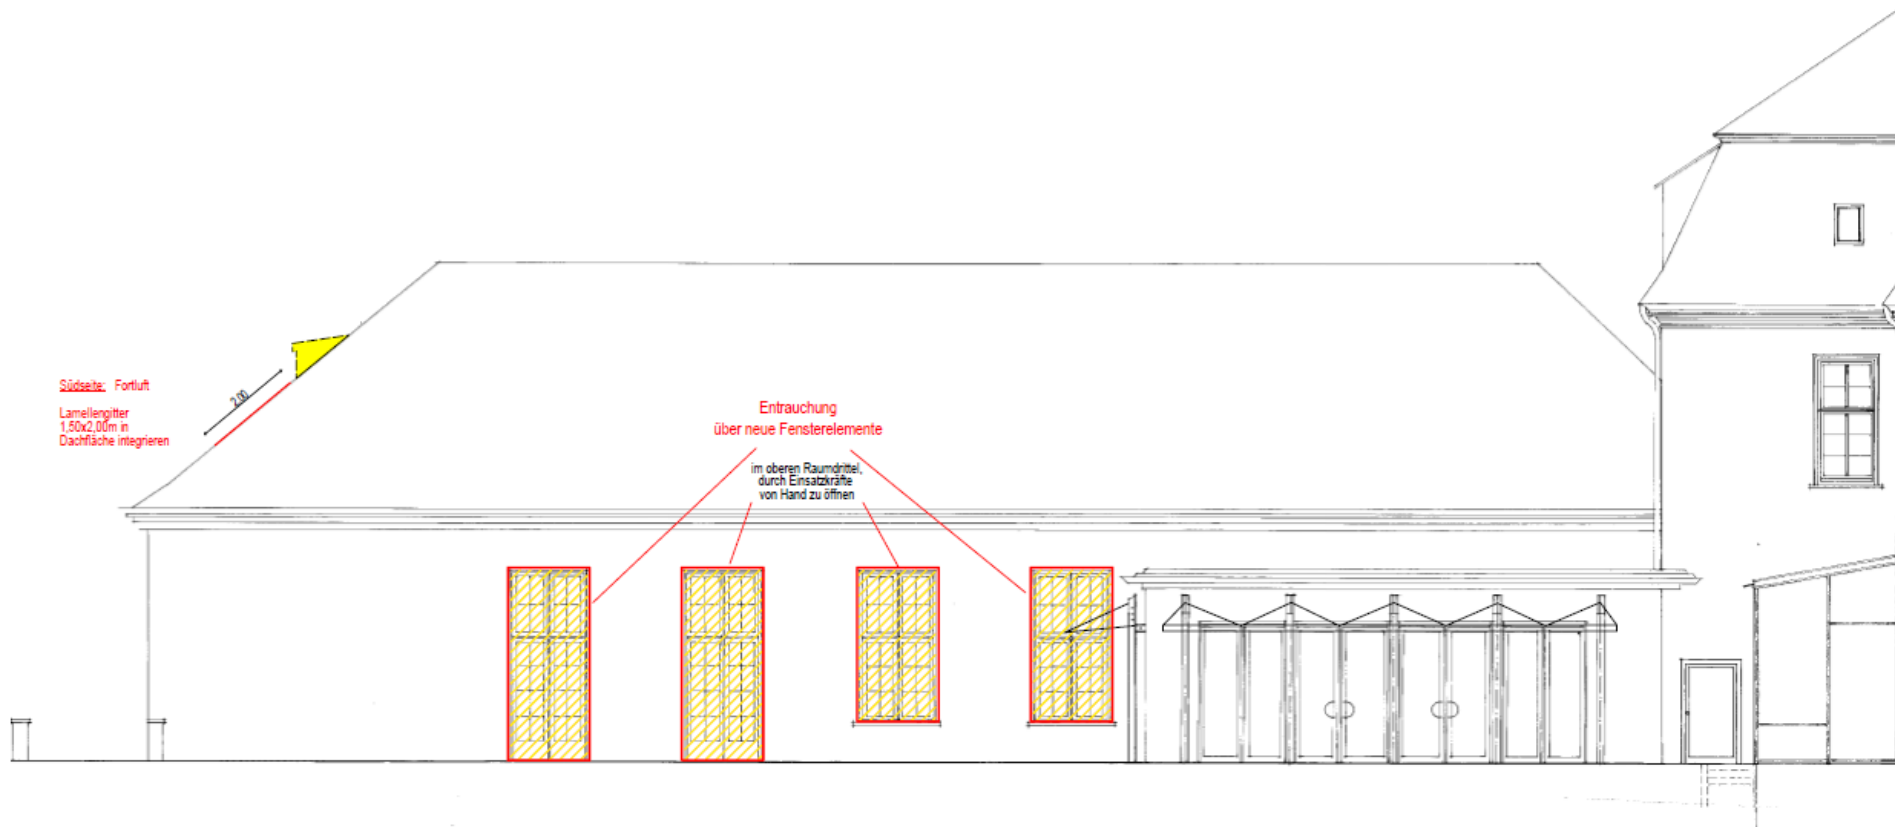 Südseite: Fortluft
Lamellengitter
1,50x2,00m in
Dachfläche integrieren
2.00
Entrauchung
über neue Fensterelemente
im oberen Raumdrittel,
durch Einsatzkräfte
von Hand zu öffnen